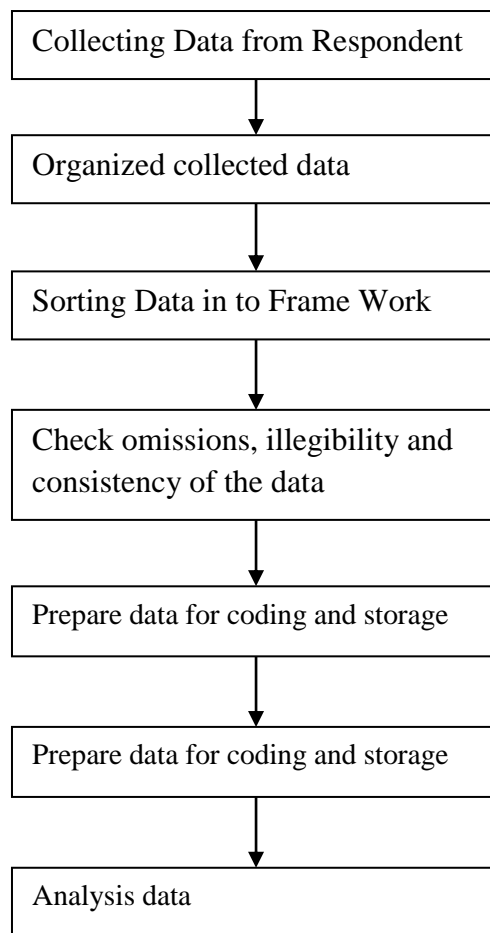 Collecting Data from Respondent
Organized collected data
Sorting Data in to Frame Work
Check omissions, illegibility and
consistency of the data
Prepare data for coding and storage
Prepare data for coding and storage
Analysis data